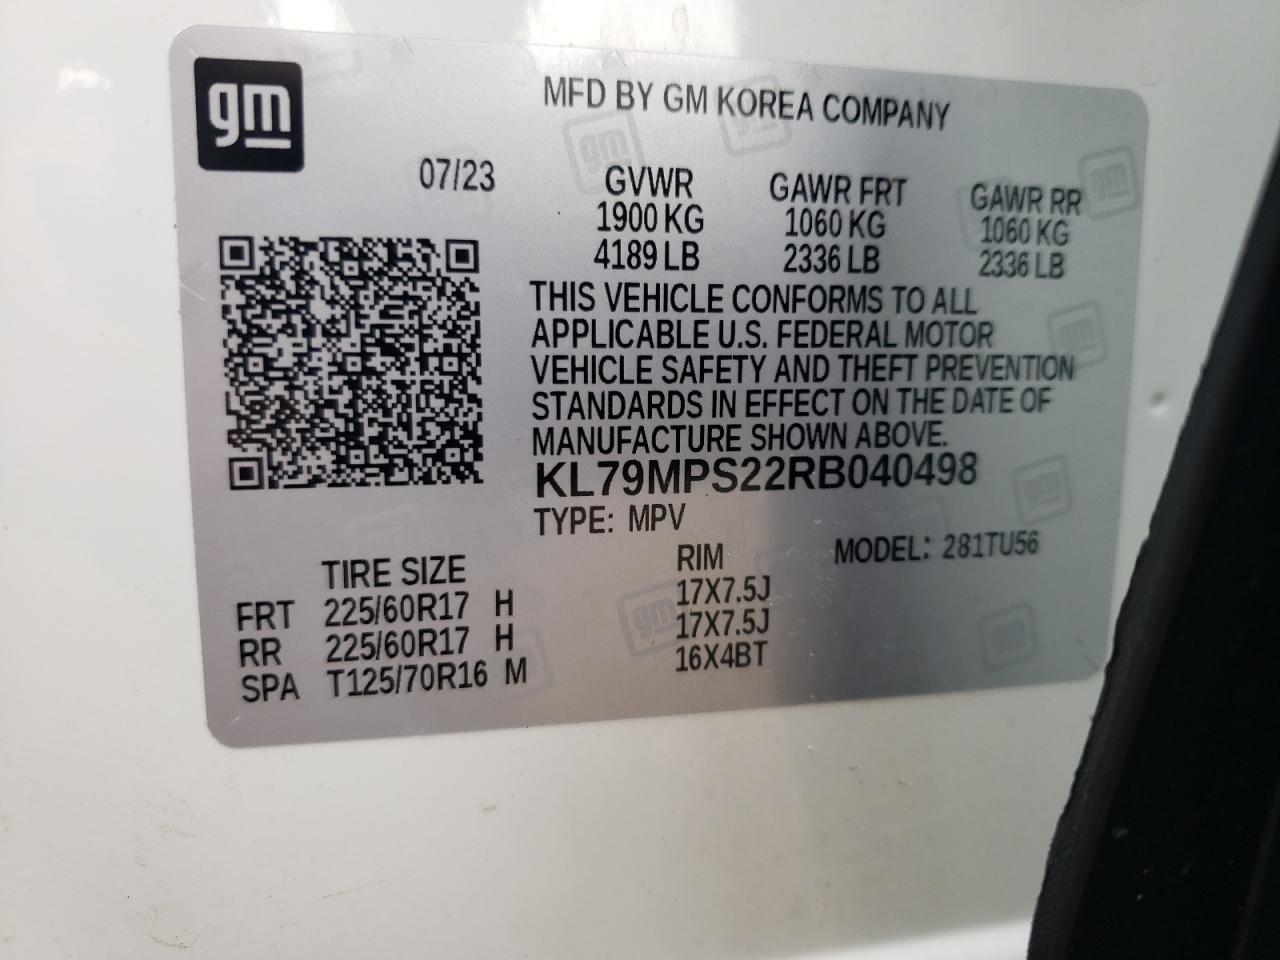 gm
MFD BY GM KOREA COMPANY
07/23
GVWR GAWR FRT GAWR RR
1900 KG 1060 KG 1060 KG
4189 LB 2336 LB 2336 LB
THIS VEHICLE CONFORMS TO ALL
APPLICABLE U.S. FEDERAL MOTOR
VEHICLE SAFETY AND THEFT PREVENTION
STANDARDS IN EFFECT ON THE DATE OF
MANUFACTURE SHOWN ABOVE.
KL79MPS22RB040498
TYPE: MPV MODEL: 281TU56
TIRE SIZE RIM
FRT 225/60R17 H 17X7.5J
RR 225/60R17 H 17X7.5J
SPA T125/70R16 M 16X4BT